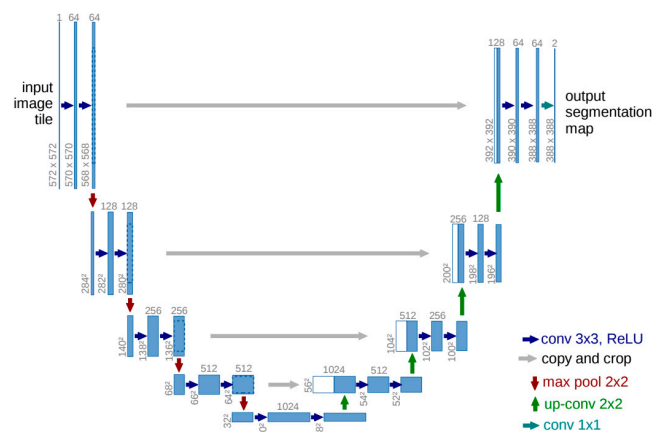 1 64 64
128 64 64 2
input
image
tile
output
segmentation
map
572 x 572
570 x 570
568 x 568
392 x 392
390 x 390
388 x 388
388 x 388
128 128
256 128
284²
282²
280²
200²
198²
196²
256 256
512 256
140²
138²
136²
104²
102²
100²
512 512
1024 512
68²
66²
64²
56²
54²
52²
1024
32²
0²
8²
conv 3x3, ReLU
copy and crop
max pool 2x2
up-conv 2x2
conv 1x1